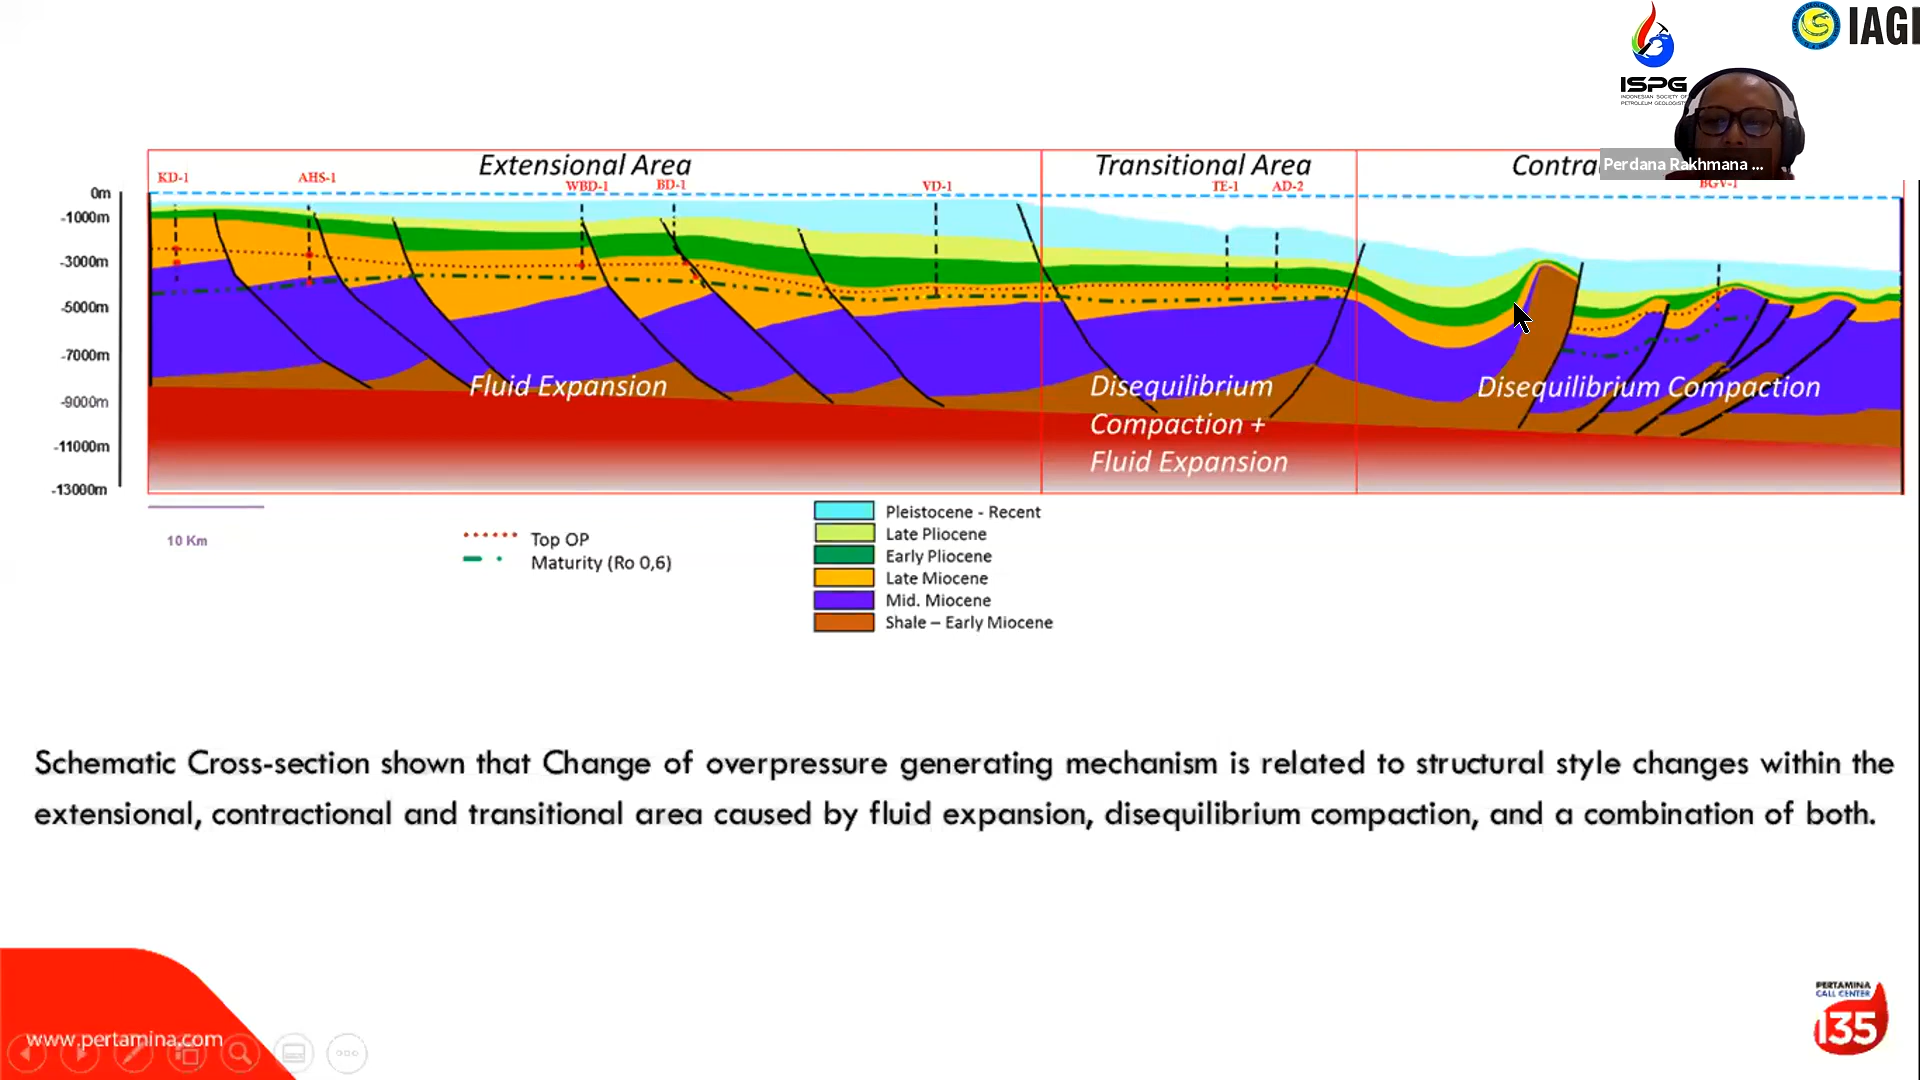 IAGI
ISPG
INDONESIAN SOCIETY OF
PETROLEUM GEOLOGISTS
Perdana Rakhmana ...
Extensional Area
Transitional Area
Contra
KD-1
AHS-1
WBD-1
BD-1
VD-1
TE-1
AD-2
BGV-1
0m
-1000m
-3000m
-5000m
-7000m
-9000m
-11000m
-13000m
Fluid Expansion
Disequilibrium
Compaction +
Fluid Expansion
Disequilibrium Compaction
10 Km
Top OP
Maturity (Ro 0,6)
Pleistocene - Recent
Late Pliocene
Early Pliocene
Late Miocene
Mid. Miocene
Shale – Early Miocene
Schematic Cross-section shown that Change of overpressure generating mechanism is related to structural style changes within the
extensional, contractional and transitional area caused by fluid expansion, disequilibrium compaction, and a combination of both.
www.pertamina.com
PERTAMINA
CALL CENTER
135